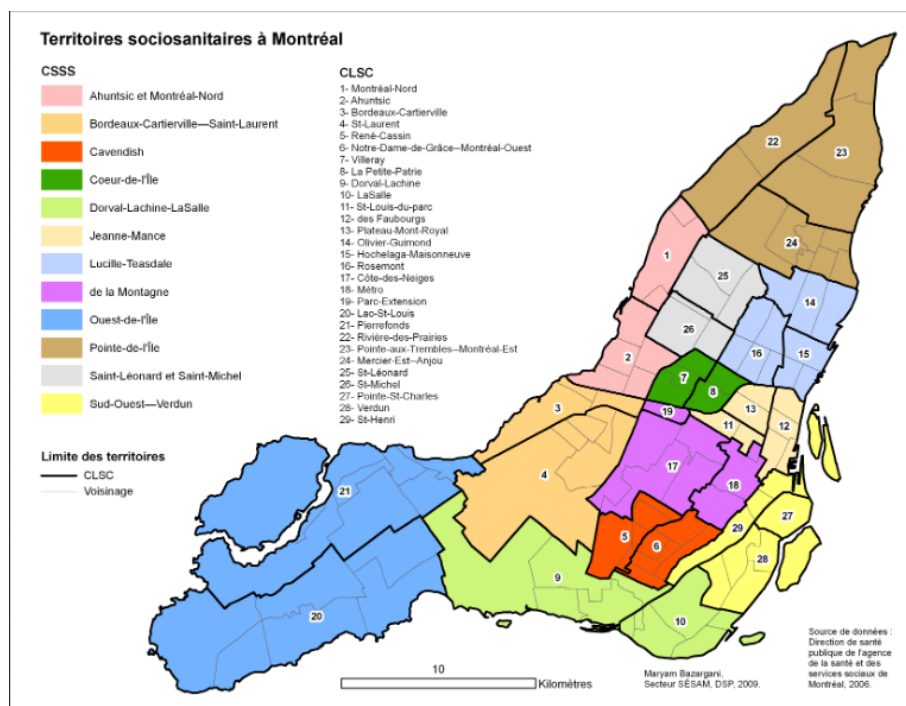 Territoires sociosanitaires à Montréal
CSSS
Ahuntsic et Montréal-Nord
Bordeaux-Cartierville—Saint-Laurent
Cavendish
Coeur-de-l'Île
Dorval-Lachine-LaSalle
Jeanne-Mance
Lucille-Teasdale
de la Montagne
Ouest-de-l'Île
Pointe-de-l'Île
Saint-Léonard et Saint-Michel
Sud-Ouest—Verdun
Limite des territoires
CLSC
Voisinage
CLSC
1- Montréal-Nord
2- Ahuntsic
3- Bordeaux-Cartierville
4- St-Laurent
5- René-Cassin
6- Notre-Dame-de-Grâce--Montréal-Ouest
7- Villeray
8- La Petite-Patrie
9- Dorval-Lachine
10- LaSalle
11- St-Louis-du-parc
12- des Faubourgs
13- Plateau-Mont-Royal
14- Olivier-Guimond
15- Hochelaga-Maisonneuve
16- Rosemont
17- Côte-des-Neiges
18- Métro
19- Parc-Extension
20- Lac-St-Louis
21- Pierrefonds
22- Rivière-des-Prairies
23- Pointe-aux-Trembles--Montréal-Est
24- Mercier-Est--Anjou
25- St-Léonard
26- St-Michel
27- Pointe-St-Charles
28- Verdun
29- St-Henri
22
23
24
1
25
14
26
16
15
2
7
8
13
12
3
19
11
4
17
18
21
5
6
29
27
28
9
10
20
10
Kilomètres
Maryam Bazargani,
Secteur SÉSAM, DSP, 2009.
Source de données :
Direction de santé
publique de l'agence
de la santé et des
services sociaux de
Montréal, 2006.